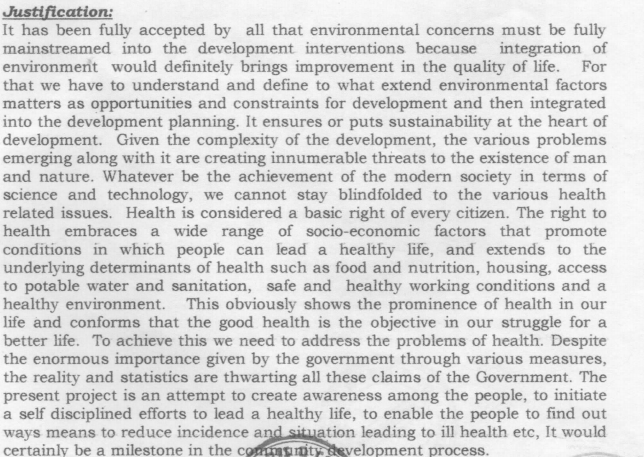 Justification:
It has been fully accepted by all that environmental concerns must be fully
mainstreamed into the development interventions because integration of
environment would definitely brings improvement in the quality of life. For
that we have to understand and define to what extend environmental factors
matters as opportunities and constraints for development and then integrated
into the development planning. It ensures or puts sustainability at the heart of
development. Given the complexity of the development, the various problems
emerging along with it are creating innumerable threats to the existence of man
and nature. Whatever be the achievement of the modern society in terms of
science and technology, we cannot stay blindfolded to the various health
related issues. Health is considered a basic right of every citizen. The right to
health embraces a wide range of socio-economic factors that promote
conditions in which people can lead a healthy life, and extends to the
underlying determinants of health such as food and nutrition, housing, access
to potable water and sanitation, safe and healthy working conditions and a
healthy environment. This obviously shows the prominence of health in our
life and conforms that the good health is the objective in our struggle for a
better life. To achieve this we need to address the problems of health. Despite
the enormous importance given by the government through various measures,
the reality and statistics are thwarting all these claims of the Government. The
present project is an attempt to create awareness among the people, to initiate
a self disciplined efforts to lead a healthy life, to enable the people to find out
ways means to reduce incidence and situation leading to ill health etc, It would
certainly be a milestone in the community development process.